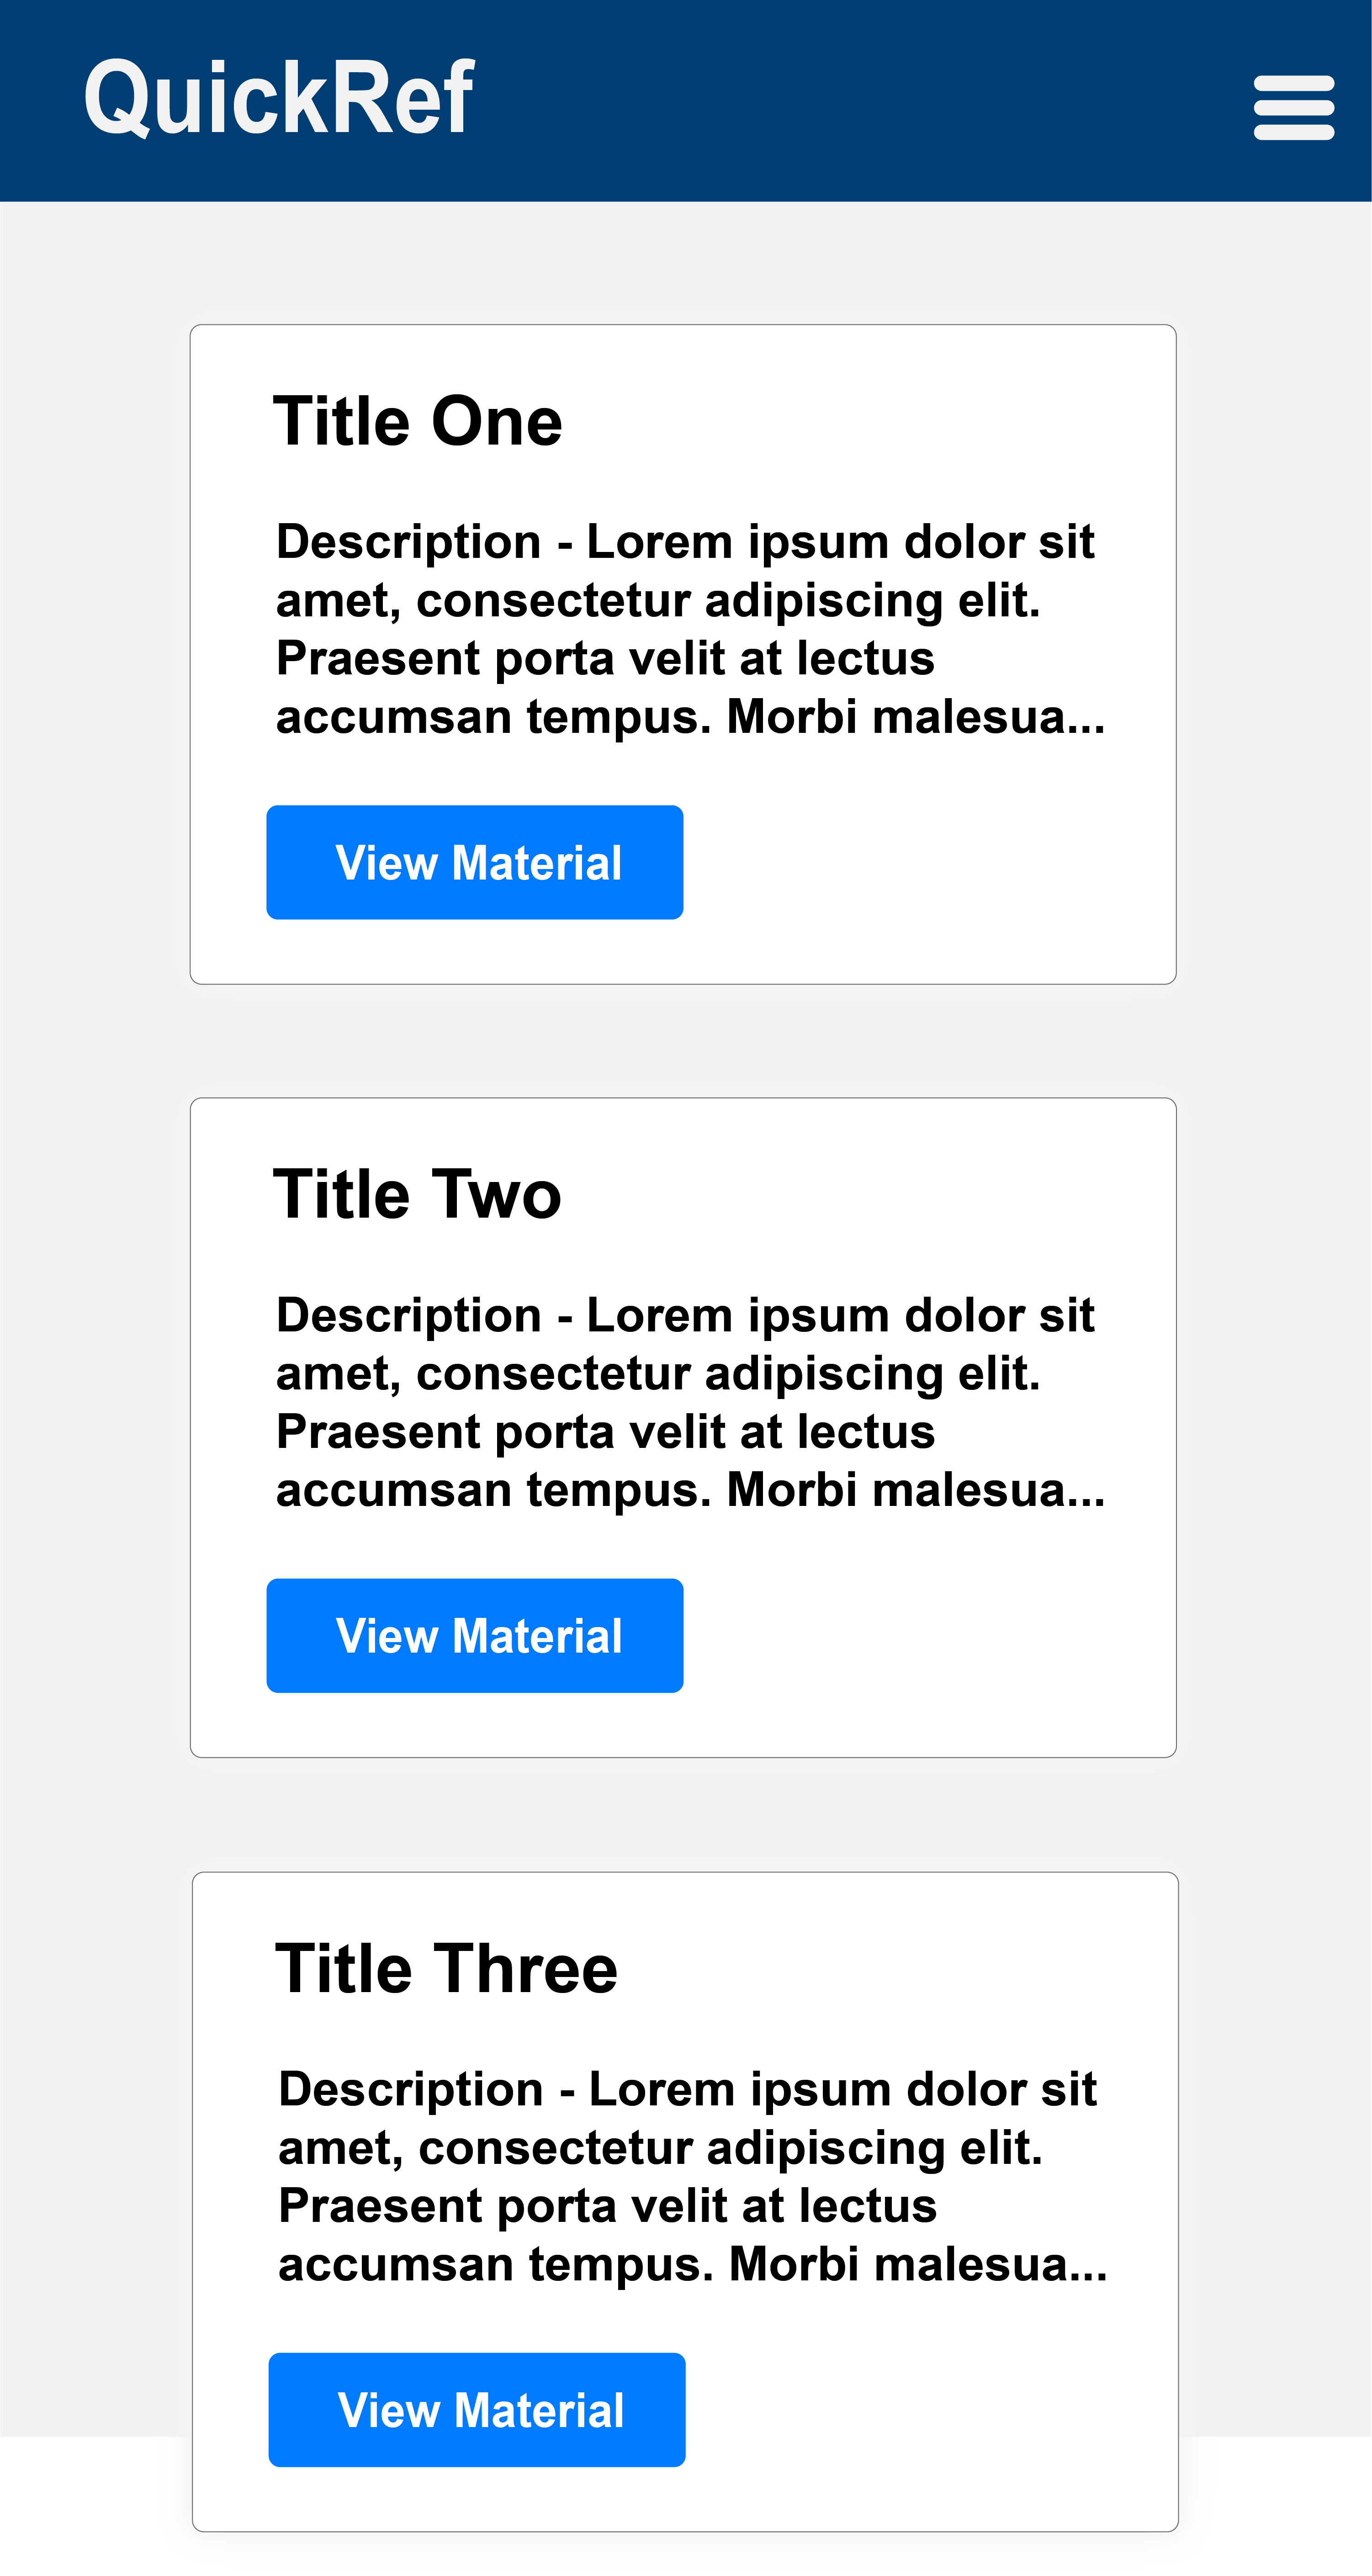 QuickRef
Title One
Description - Lorem ipsum dolor sit
amet, consectetur adipiscing elit.
Praesent porta velit at lectus
accumsan tempus. Morbi malesua...
View Material
Title Two
Description - Lorem ipsum dolor sit
amet, consectetur adipiscing elit.
Praesent porta velit at lectus
accumsan tempus. Morbi malesua...
View Material
Title Three
Description - Lorem ipsum dolor sit
amet, consectetur adipiscing elit.
Praesent porta velit at lectus
accumsan tempus. Morbi malesua...
View Material